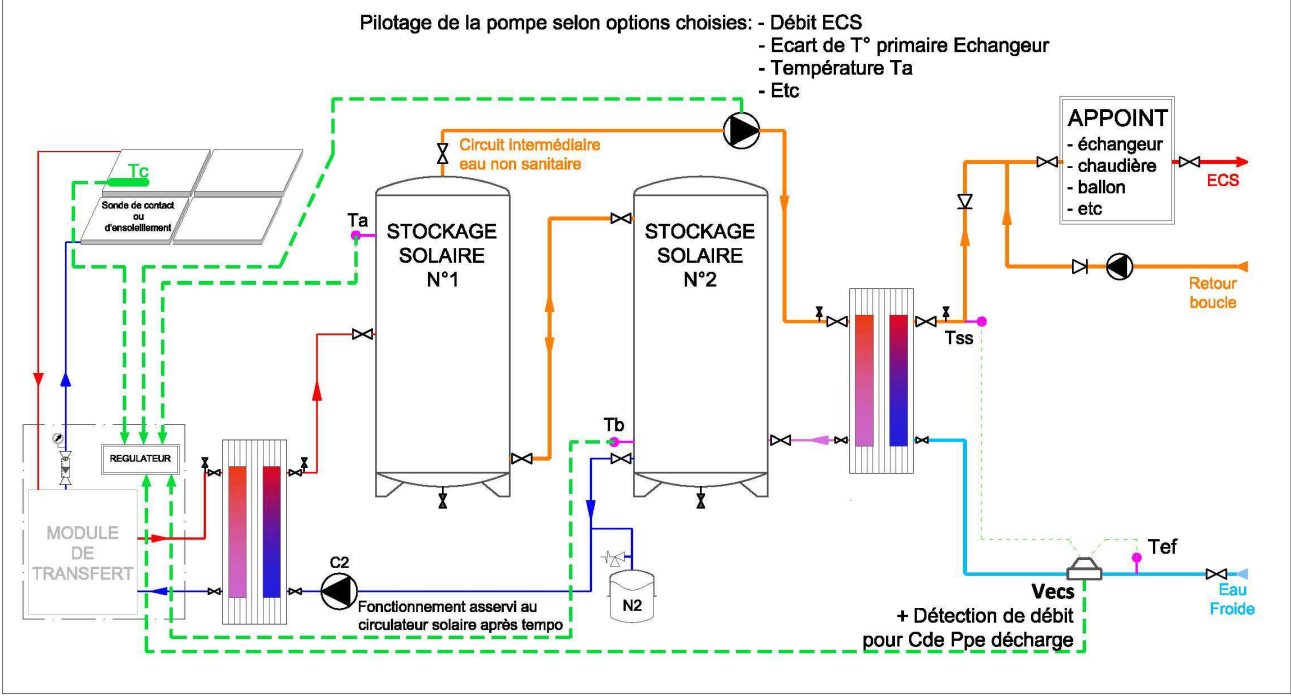 Pilotage de la pompe selon options choisies: - Débit ECS
- Ecart de T° primaire Echangeur
- Température Ta
- Etc
Circuit intermédiaire
eau non sanitaire
APPOINT
- échangeur
- chaudière
- ballon
- etc
ECS
Tc
Sonde de contact
ou
d'ensoleillement
Ta
STOCKAGE
SOLAIRE
N°1
STOCKAGE
SOLAIRE
N°2
Retour
boucle
Tss
Tb
REGULATEUR
MODULE
DE
TRANSFERT
C2
Fonctionnement asservi au
circulateur solaire après tempo
N2
Tef
Vecs
+ Détection de débit
pour Cde Ppe décharge
Eau
Froide